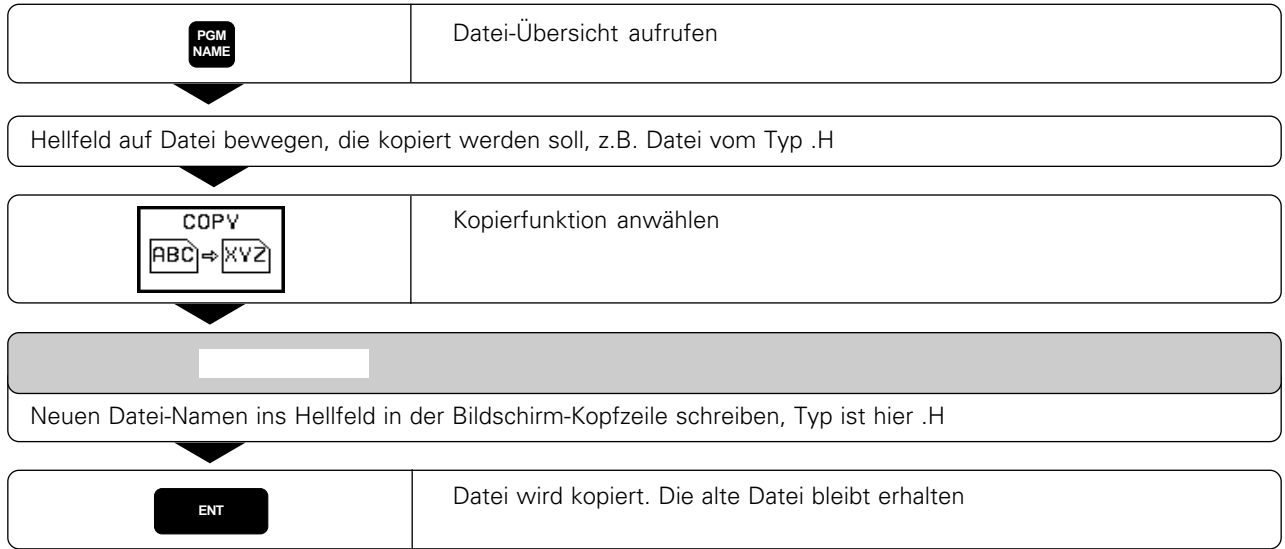 PGM
NAME
Datei-Übersicht aufrufen
Hellfeld auf Datei bewegen, die kopiert werden soll, z.B. Datei vom Typ .H
COPY
ABC⇨XYZ
Kopierfunktion anwählen
Neuen Datei-Namen ins Hellfeld in der Bildschirm-Kopfzeile schreiben, Typ ist hier .H
ENT
Datei wird kopiert. Die alte Datei bleibt erhalten